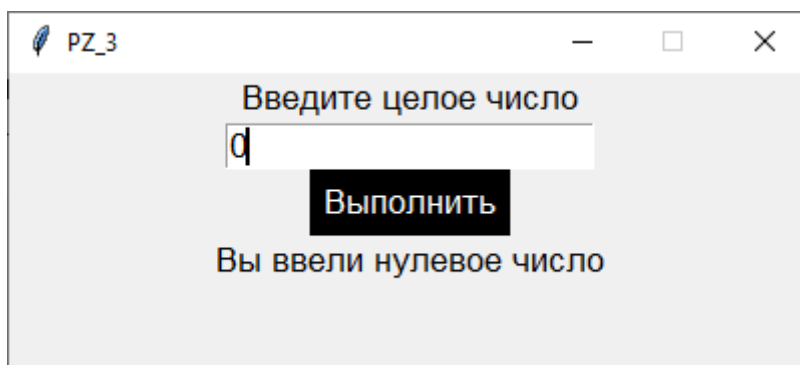 PZ_3
Введите целое число
0
Выполнить
Вы ввели нулевое число